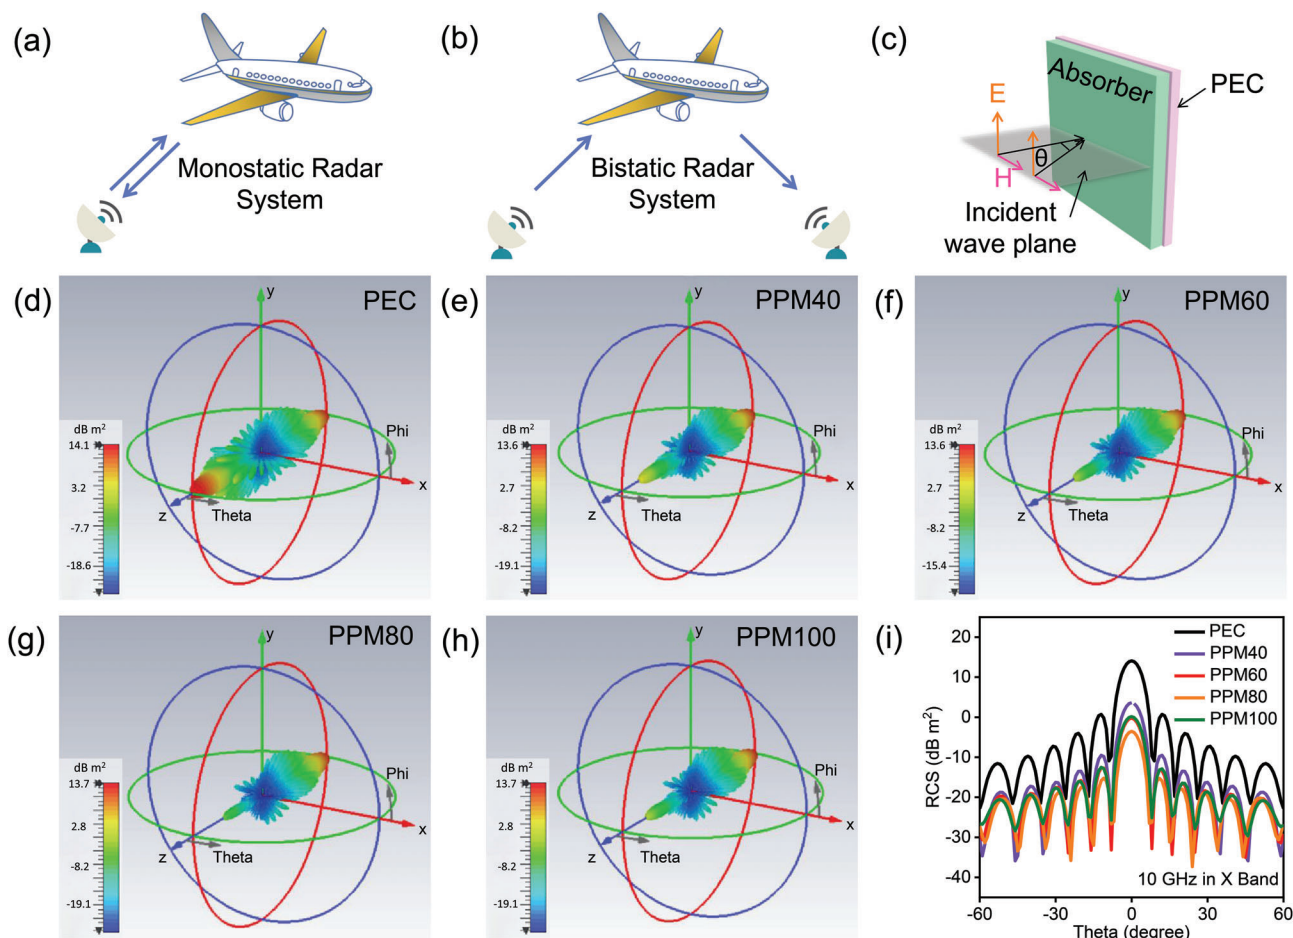 (a)
Monostatic Radar
System
(b)
Bistatic Radar
System
(c)
Absorber
PEC
E
θ
H
Incident
wave plane
(d)
PEC
y
dB m²
14.1
3.2
-7.7
-18.6
Phi
x
z
Theta
(e)
PPM40
y
dB m²
13.6
2.7
-8.2
-19.1
Phi
x
z
Theta
(f)
PPM60
y
dB m²
13.6
4
-5.7
-15.4
Phi
x
z
Theta
(g)
PPM80
y
dB m²
13.7
2.8
-8.2
-19.1
Phi
x
z
Theta
(h)
PPM100
y
dB m²
13.7
2.8
-8.2
-19.1
Phi
x
z
Theta
(i)
PEC
PPM40
PPM60
PPM80
PPM100
RCS (dB m²)
20
10
0
-10
-20
-30
-40
10 GHz in X Band
-60 -30 0 30 60
Theta (degree)